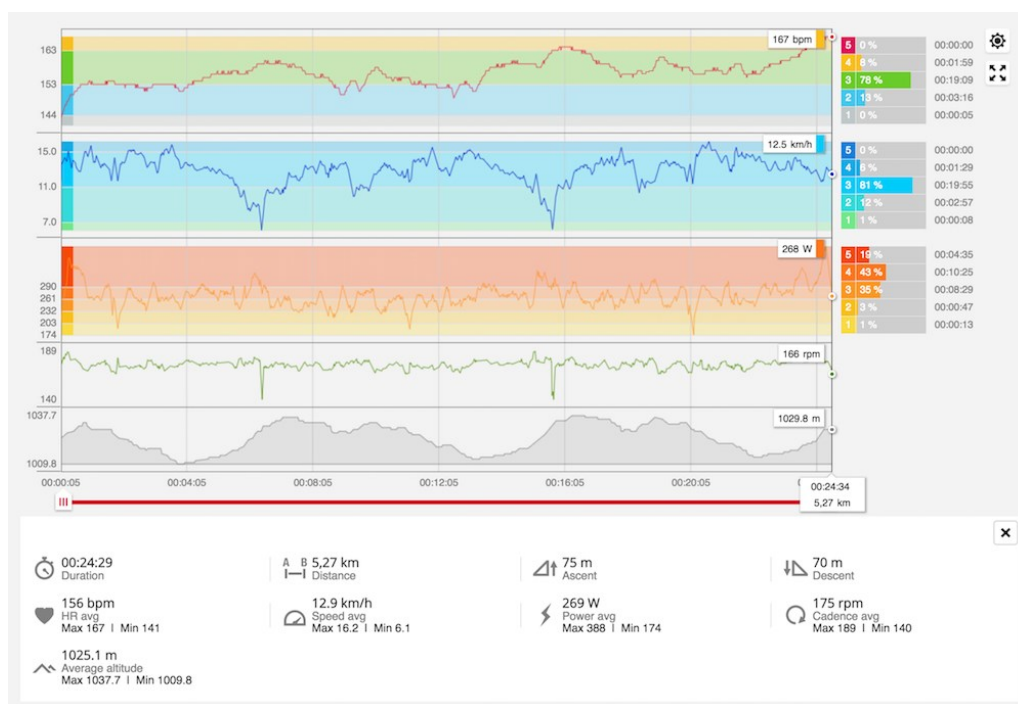 163
153
144
167 bpm
5 0 % 00:00:00
4 8 % 00:01:59
3 78 % 00:19:09
2 13 % 00:03:16
1 0 % 00:00:05
15.0
11.0
7.0
12.5 km/h
5 0 % 00:00:00
4 6 % 00:01:29
3 81 % 00:19:55
2 12 % 00:02:57
1 1 % 00:00:08
290
261
232
203
174
268 W
5 19 % 00:04:35
4 43 % 00:10:25
3 35 % 00:08:29
2 3 % 00:00:47
1 1 % 00:00:13
189
140
166 rpm
1037.7
1009.8
1029.8 m
00:00:05 00:04:05 00:08:05 00:12:05 00:16:05 00:20:05
00:24:34
5,27 km
00:24:29
Duration
A B 5,27 km
Distance
75 m
Ascent
70 m
Descent
156 bpm
HR avg
Max 167 | Min 141
12.9 km/h
Speed avg
Max 16.2 | Min 6.1
269 W
Power avg
Max 388 | Min 174
175 rpm
Cadence avg
Max 189 | Min 140
1025.1 m
Average altitude
Max 1037.7 | Min 1009.8